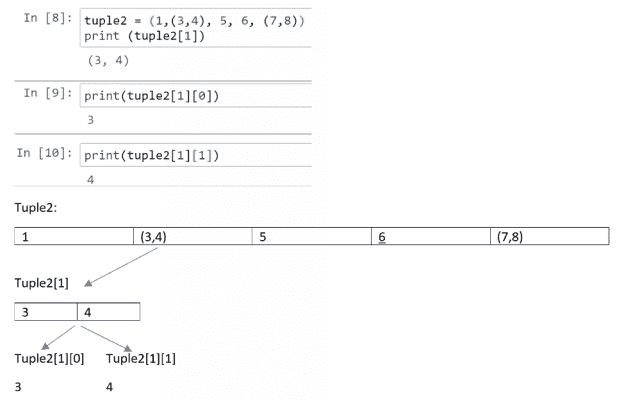 In [8]: tuple2 = (1,(3,4), 5, 6, (7,8))
print (tuple2[1])
(3, 4)
In [9]: print(tuple2[1][0])
3
In [10]: print(tuple2[1][1])
4
Tuple2:
1 (3,4) 5 6 (7,8)
Tuple2[1]
3 4
Tuple2[1][0] Tuple2[1][1]
3 4